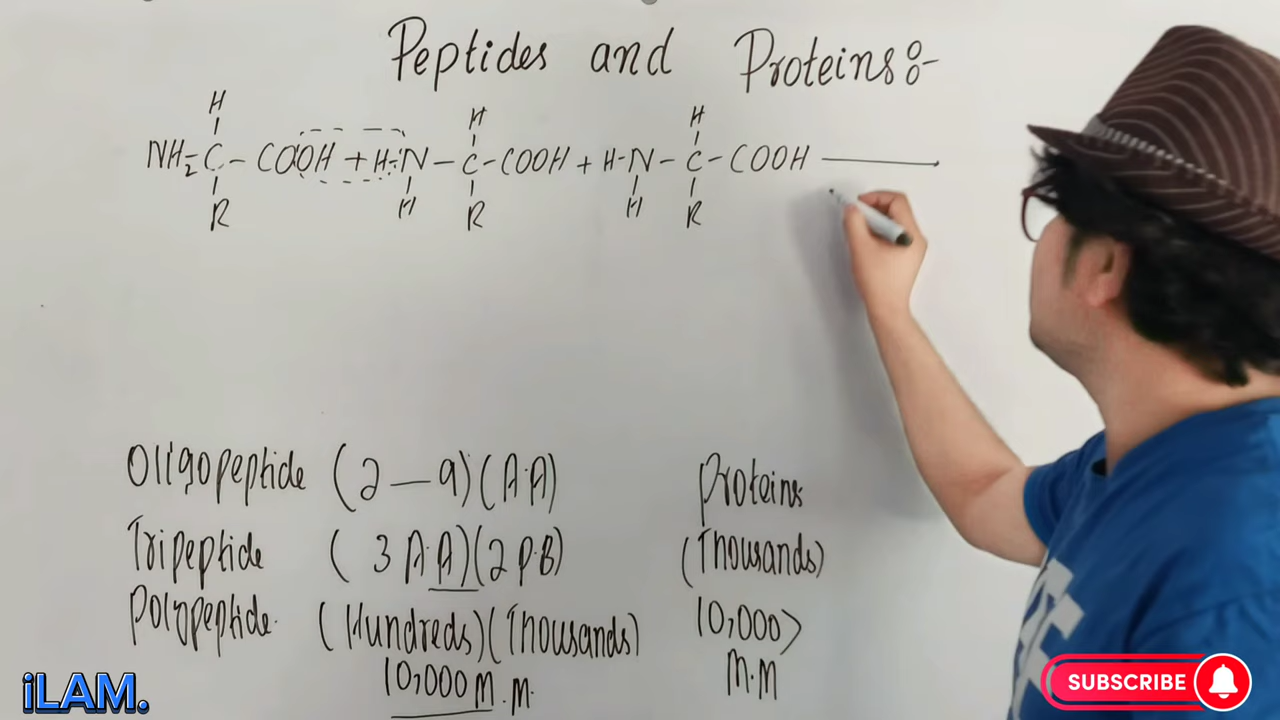 Peptides and Proteins:-
H H H
NH2-C-COOH + H-N-C-COOH + H-N-C-COOH
R H R H R
Oligopeptide (2-9)(A.A)
Tripeptide (3 A.A)(2 P.B)
Polypeptide (Hundreds)(Thousands)
10,000 M.M.
Proteins
(Thousands)
10,000>
M.M
iLAM.
SUBSCRIBE